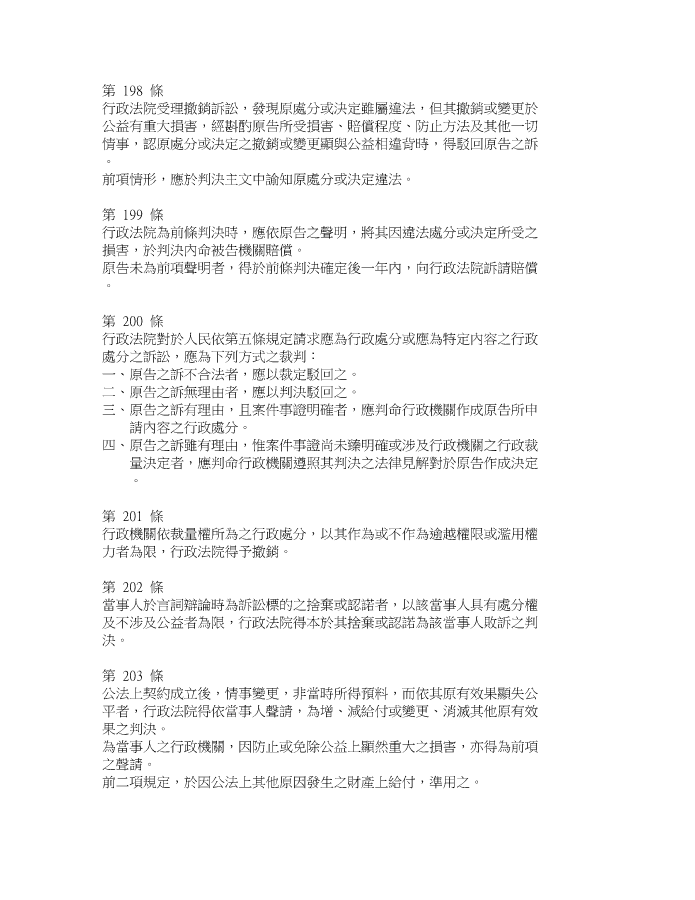 第 198 條
行政法院受理撤銷訴訟，發現原處分或決定雖屬違法，但其撤銷或變更於
公益有重大損害，經斟酌原告所受損害、賠償程度、防止方法及其他一切
情事，認原處分或決定之撤銷或變更顯與公益相違背時，得駁回原告之訴
。
前項情形，應於判決主文中諭知原處分或決定違法。
第 199 條
行政法院為前條判決時，應依原告之聲明，將其因違法處分或決定所受之
損害，於判決內命被告機關賠償。
原告未為前項聲明者，得於前條判決確定後一年內，向行政法院訴請賠償
。
第 200 條
行政法院對於人民依第五條規定請求應為行政處分或應為特定內容之行政
處分之訴訟，應為下列方式之裁判：
一、原告之訴不合法者，應以裁定駁回之。
二、原告之訴無理由者，應以判決駁回之。
三、原告之訴有理由，且案件事證明確者，應判命行政機關作成原告所申
請內容之行政處分。
四、原告之訴雖有理由，惟案件事證尚未臻明確或涉及行政機關之行政裁
量決定者，應判命行政機關遵照其判決之法律見解對於原告作成決定
。
第 201 條
行政機關依裁量權所為之行政處分，以其作為或不作為逾越權限或濫用權
力者為限，行政法院得予撤銷。
第 202 條
當事人於言詞辯論時為訴訟標的之捨棄或認諾者，以該當事人具有處分權
及不涉及公益者為限，行政法院得本於其捨棄或認諾為該當事人敗訴之判
決。
第 203 條
公法上契約成立後，情事變更，非當時所得預料，而依其原有效果顯失公
平者，行政法院得依當事人聲請，為增、減給付或變更、消滅其他原有效
果之判決。
為當事人之行政機關，因防止或免除公益上顯然重大之損害，亦得為前項
之聲請。
前二項規定，於因公法上其他原因發生之財產上給付，準用之。